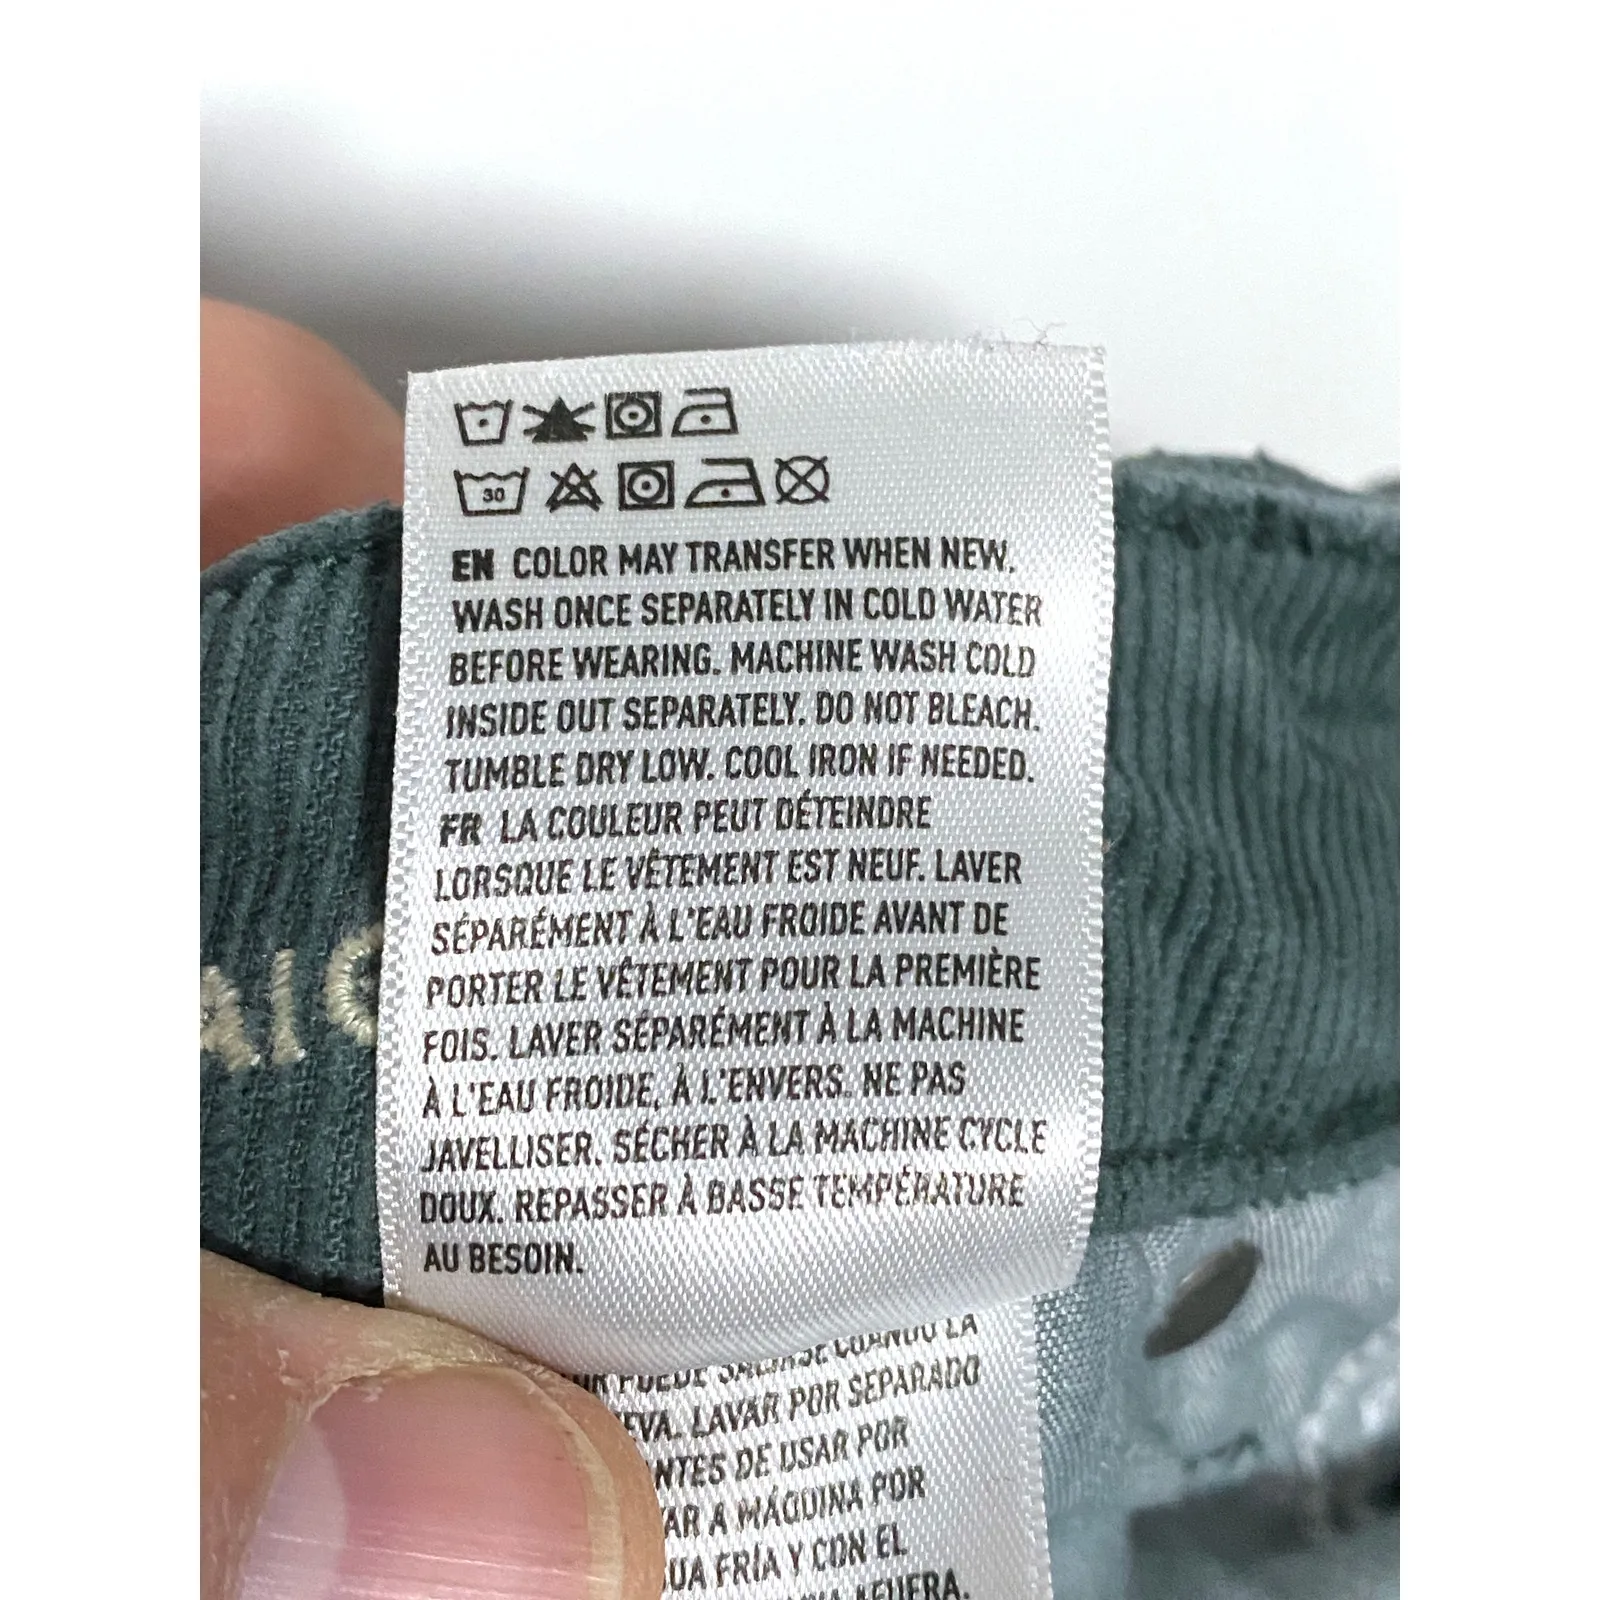 30
EN COLOR MAY TRANSFER WHEN NEW.
WASH ONCE SEPARATELY IN COLD WATER
BEFORE WEARING. MACHINE WASH COLD
INSIDE OUT SEPARATELY. DO NOT BLEACH.
TUMBLE DRY LOW. COOL IRON IF NEEDED.
FR LA COULEUR PEUT DÉTEINDRE
LORSQUE LE VÊTEMENT EST NEUF. LAVER
SÉPARÉMENT À L'EAU FROIDE AVANT DE
PORTER LE VÊTEMENT POUR LA PREMIÈRE
FOIS. LAVER SÉPARÉMENT À LA MACHINE
À L'EAU FROIDE, À L'ENVERS. NE PAS
JAVELLISER. SÉCHER À LA MACHINE CYCLE
DOUX. REPASSER À BASSE TEMPÉRATURE
AU BESOIN.
PUEDE CUANDO LA
LAVAR POR SEPARADO
DE USAR POR
A MÁQUINA POR
FRÍA Y CON EL